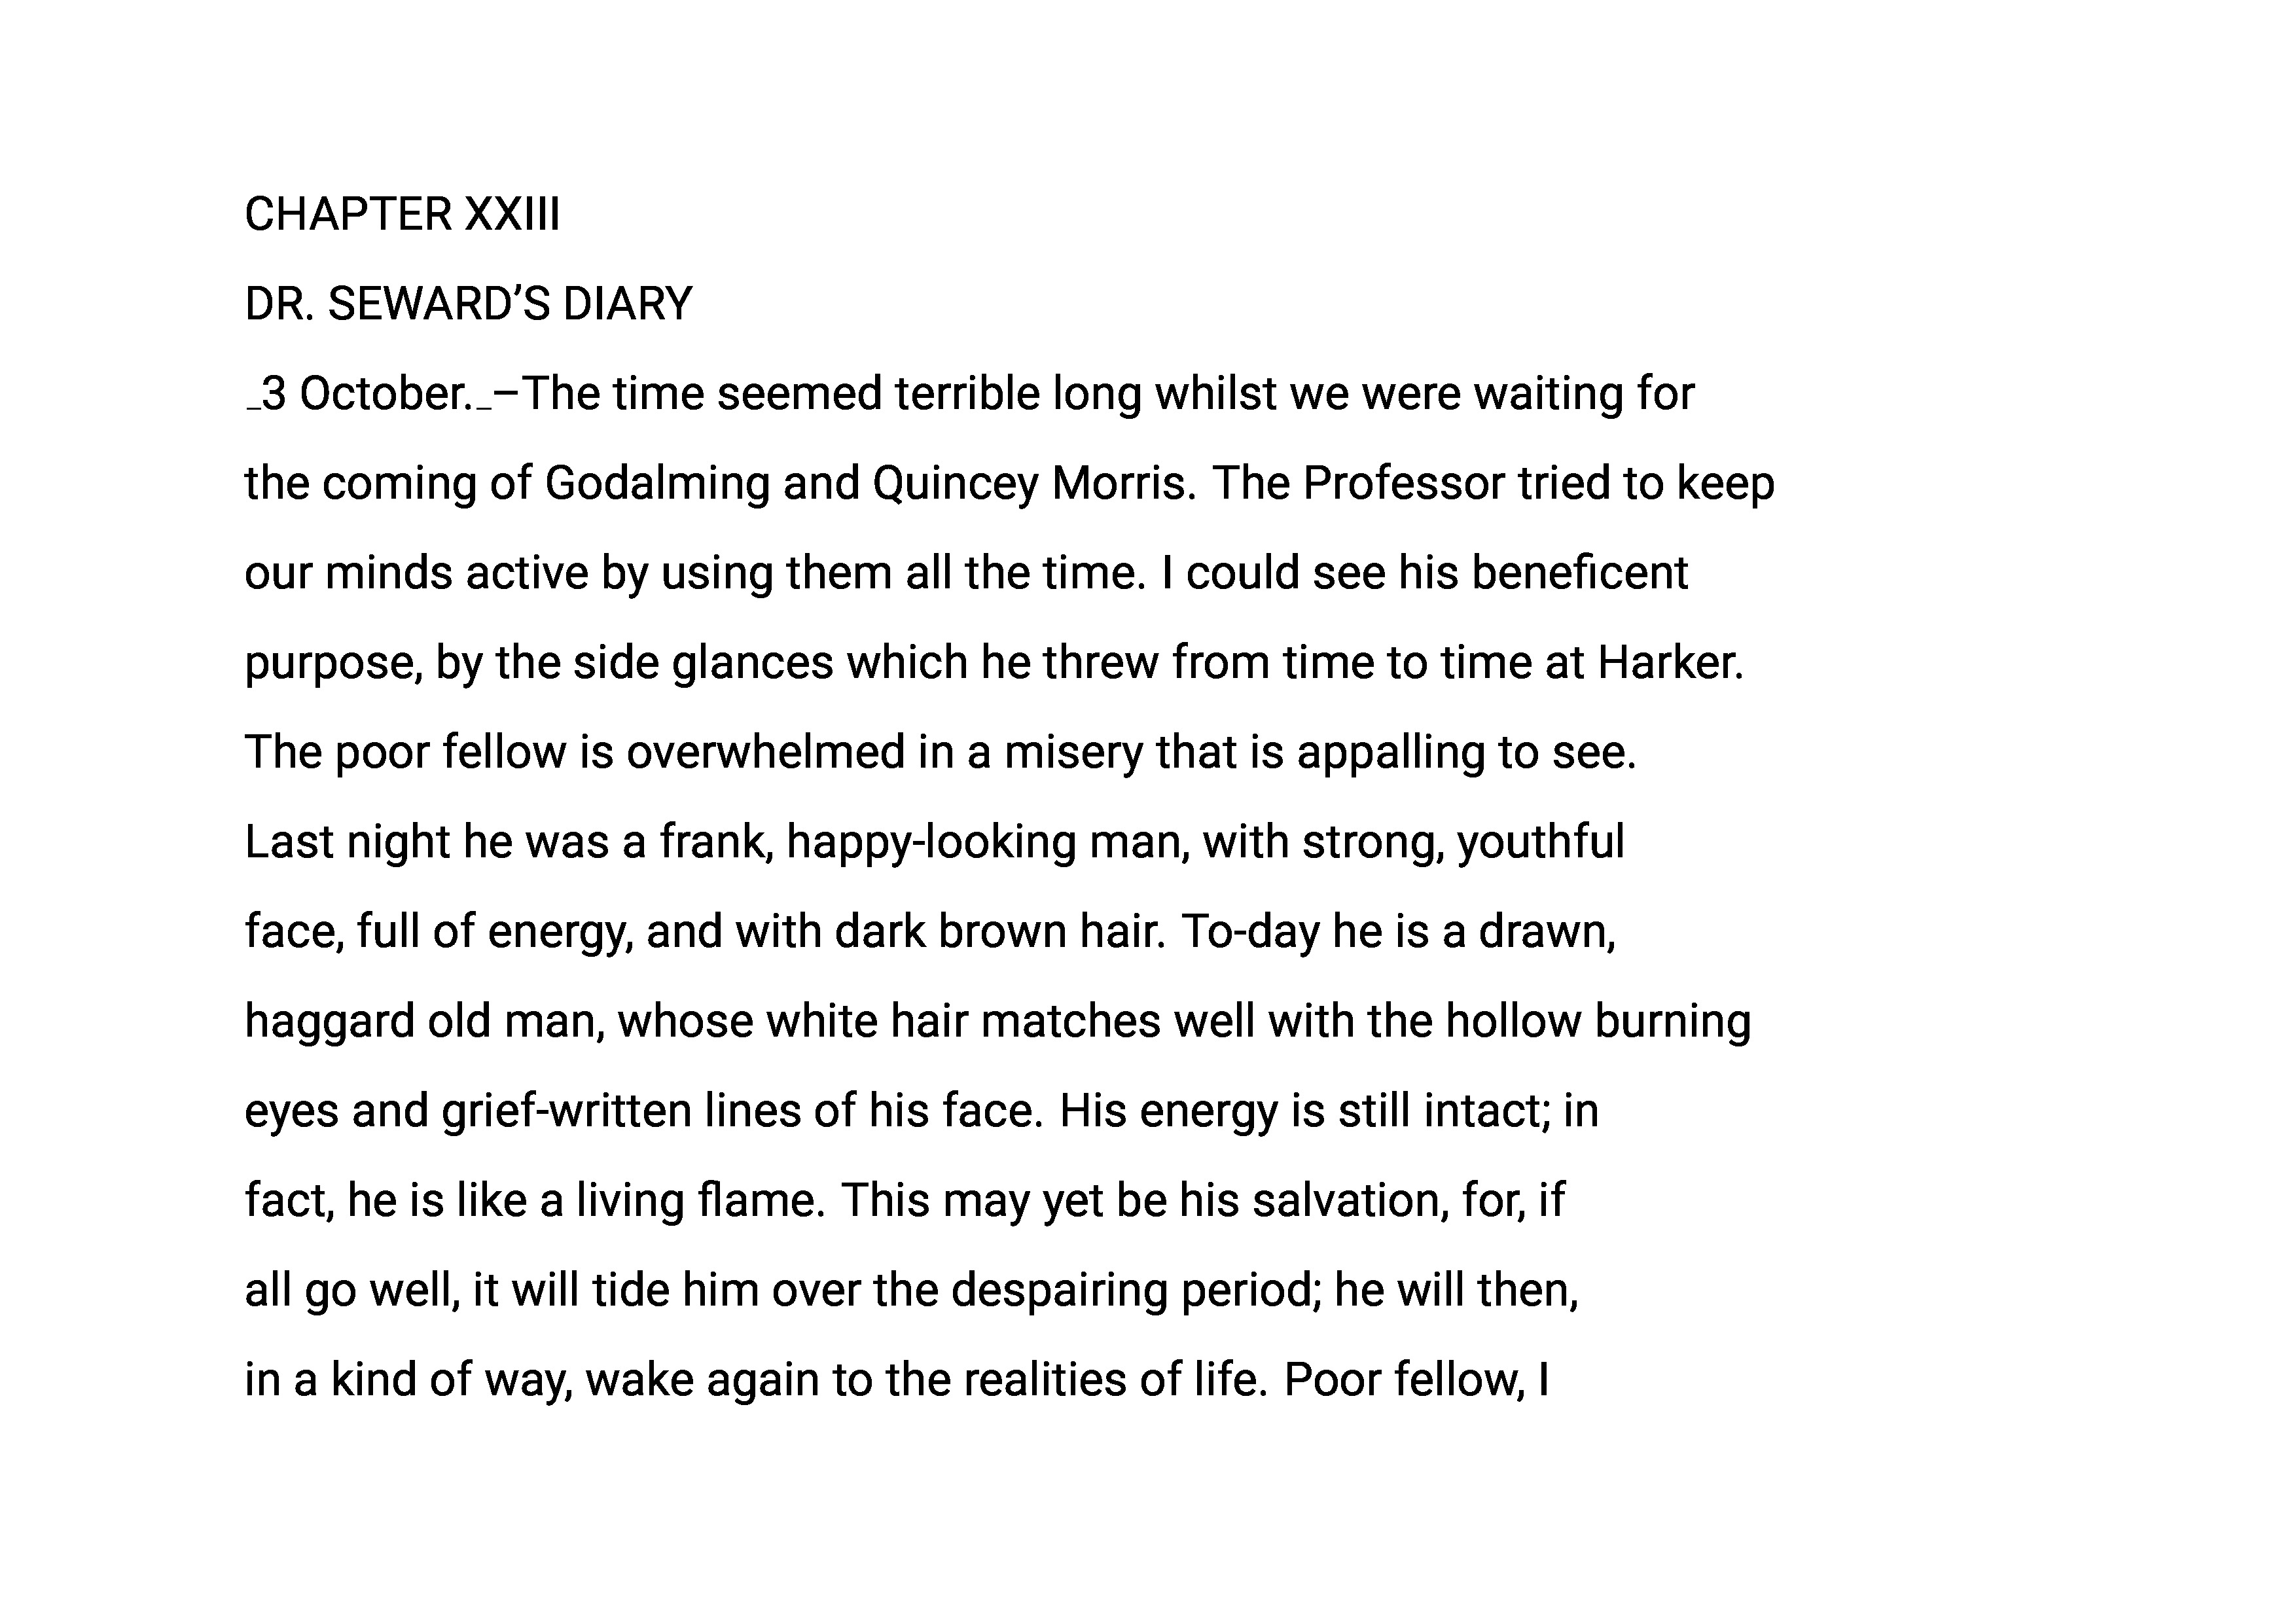 CHAPTER XXIII
DR. SEWARD’S DIARY
_3 October._–The time seemed terrible long whilst we were waiting for
the coming of Godalming and Quincey Morris. The Professor tried to keep
our minds active by using them all the time. I could see his beneficent
purpose, by the side glances which he threw from time to time at Harker.
The poor fellow is overwhelmed in a misery that is appalling to see.
Last night he was a frank, happy-looking man, with strong, youthful
face, full of energy, and with dark brown hair. To-day he is a drawn,
haggard old man, whose white hair matches well with the hollow burning
eyes and grief-written lines of his face. His energy is still intact; in
fact, he is like a living flame. This may yet be his salvation, for, if
all go well, it will tide him over the despairing period; he will then,
in a kind of way, wake again to the realities of life. Poor fellow, I